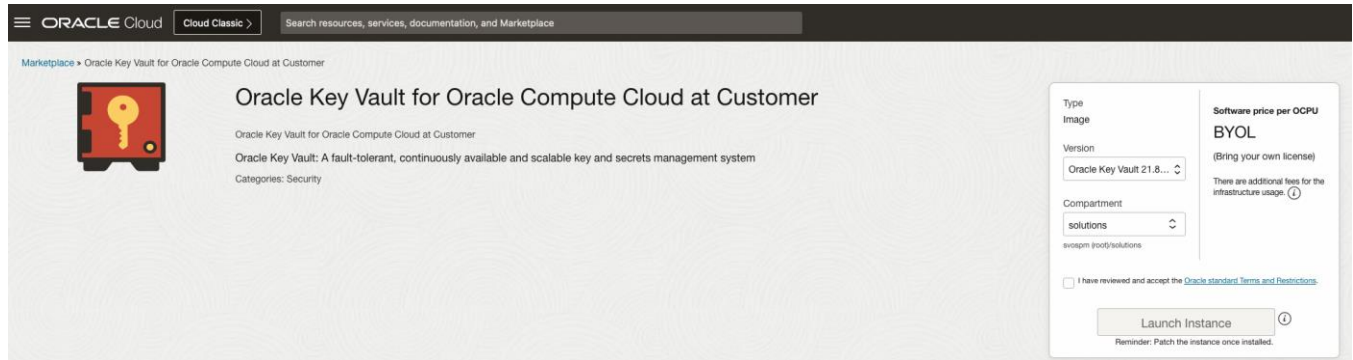 ORACLE Cloud
Cloud Classic >
Search resources, services, documentation, and Marketplace
Marketplace » Oracle Key Vault for Oracle Compute Cloud at Customer
Oracle Key Vault for Oracle Compute Cloud at Customer
Oracle Key Vault for Oracle Compute Cloud at Customer
Oracle Key Vault: A fault-tolerant, continuously available and scalable key and secrets management system
Categories: Security
Type
Image
Version
Oracle Key Vault 21.8...
Compartment
solutions
svospm (root)/solutions
Software price per OCPU
BYOL
(Bring your own license)
There are additional fees for the
infrastructure usage.
I have reviewed and accept the Oracle standard Terms and Restrictions.
Launch Instance
Reminder: Patch the instance once installed.